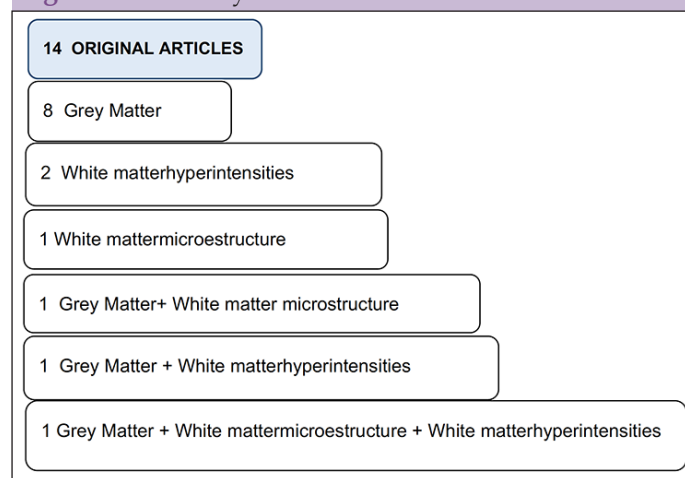 14 ORIGINAL ARTICLES
8 Grey Matter
2 White matterhyperintensities
1 White mattermicroestructure
1 Grey Matter+ White matter microstructure
1 Grey Matter + White matterhyperintensities
1 Grey Matter + White mattermicroestructure + White matterhyperintensities